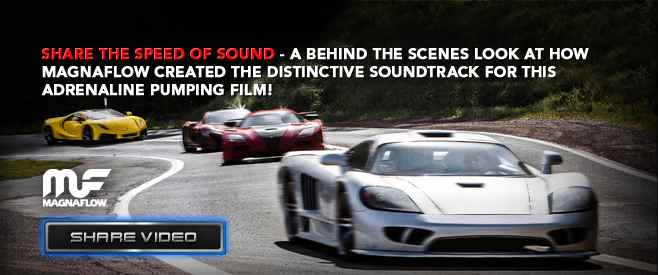 SHARE THE SPEED OF SOUND - A BEHIND THE SCENES LOOK AT HOW
MAGNAFLOW CREATED THE DISTINCTIVE SOUNDTRACK FOR THIS
ADRENALINE PUMPING FILM!
MF
MAGNAFLOW
SHARE VIDEO